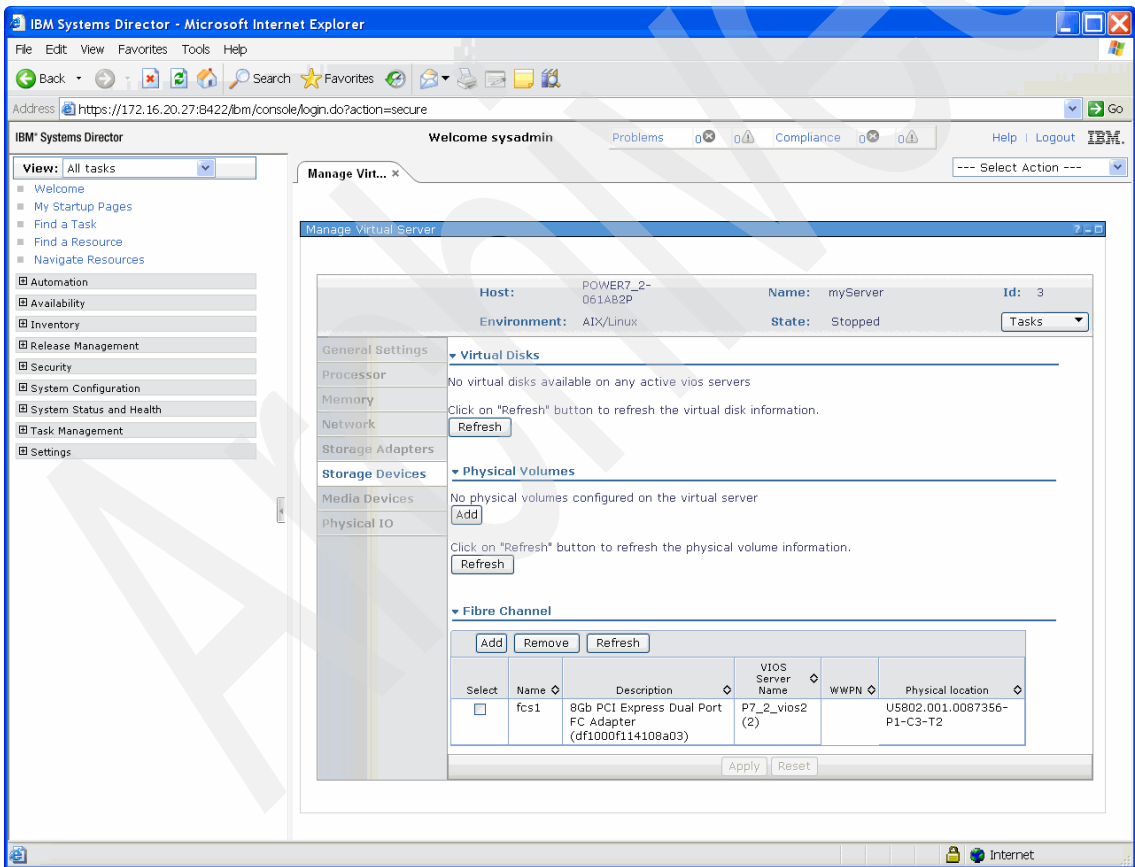 IBM Systems Director - Microsoft Internet Explorer
File Edit View Favorites Tools Help
Back Search Favorites
Address https://172.16.20.27:8422/ibm/console/login.do?action=secure Go
IBM® Systems Director Welcome sysadmin Problems 0 0 Compliance 0 0 Help | Logout IBM.
View: All tasks
Manage Virt... ×
--- Select Action ---
Welcome
My Startup Pages
Find a Task
Find a Resource
Navigate Resources
Automation
Availability
Inventory
Release Management
Security
System Configuration
System Status and Health
Task Management
Settings
Manage Virtual Server
Host: POWER7_2-
061AB2P
Name: myServer
Id: 3
Environment: AIX/Linux
State: Stopped
Tasks
General Settings
Processor
Memory
Network
Storage Adapters
Storage Devices
Media Devices
Physical IO
Virtual Disks
No virtual disks available on any active vios servers
Click on "Refresh" button to refresh the virtual disk information.
Refresh
Physical Volumes
No physical volumes configured on the virtual server
Add
Click on "Refresh" button to refresh the physical volume information.
Refresh
Fibre Channel
Add Remove Refresh
Select Name Description VIOS Server Name WWPN Physical location
fcs1 8Gb PCI Express Dual Port P7_2_vios2 U5802.001.0087356-
FC Adapter (2) P1-C3-T2
(df1000f114108a03)
Apply Reset
Internet
Archived